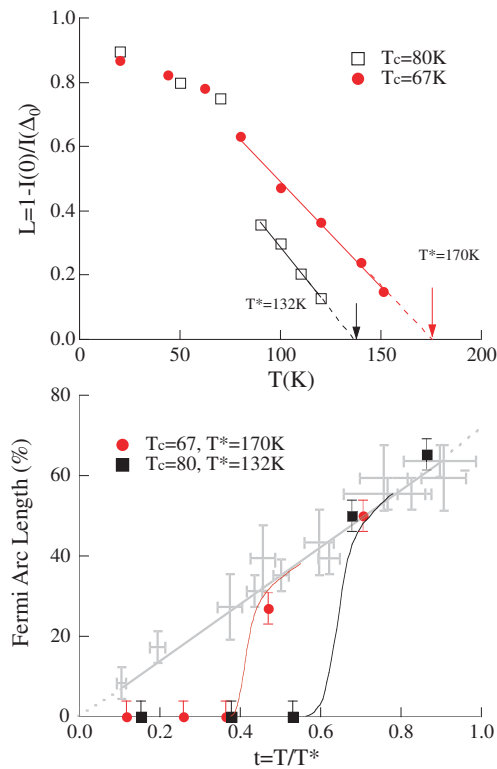 1.0
0.8
0.6
0.4
0.2
0.0
L=1-I(0)/I(Δ₀)
Tc=80K
Tc=67K
T*=170K
T*=132K
0 50 100 150 200
T(K)
80
60
40
20
0
Fermi Arc Length (%)
Tc=67, T*=170K
Tc=80, T*=132K
0.0 0.2 0.4 0.6 0.8 1.0
t=T/T*